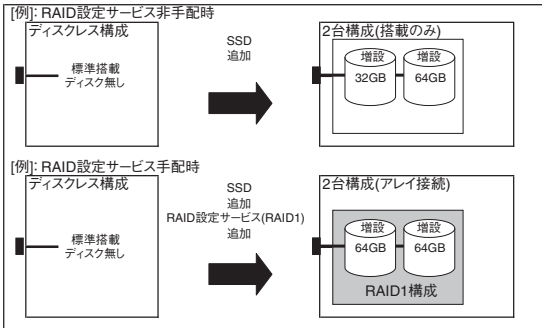 [例]: RAID設定サービス非手配時
ディスクレス構成
標準搭載
ディスク無し
SSD
追加
2台構成(搭載のみ)
増設
32GB
増設
64GB
[例]: RAID設定サービス手配時
ディスクレス構成
標準搭載
ディスク無し
SSD
追加
RAID設定サービス(RAID1)
追加
2台構成(アレイ接続)
増設
64GB
増設
64GB
RAID1構成